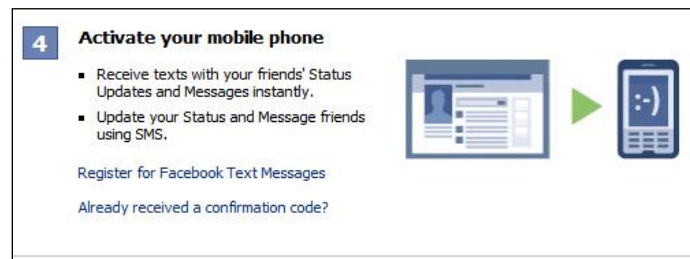 4
Activate your mobile phone
▪ Receive texts with your friends' Status
Updates and Messages instantly.
▪ Update your Status and Message friends
using SMS.
Register for Facebook Text Messages
Already received a confirmation code?
:-)